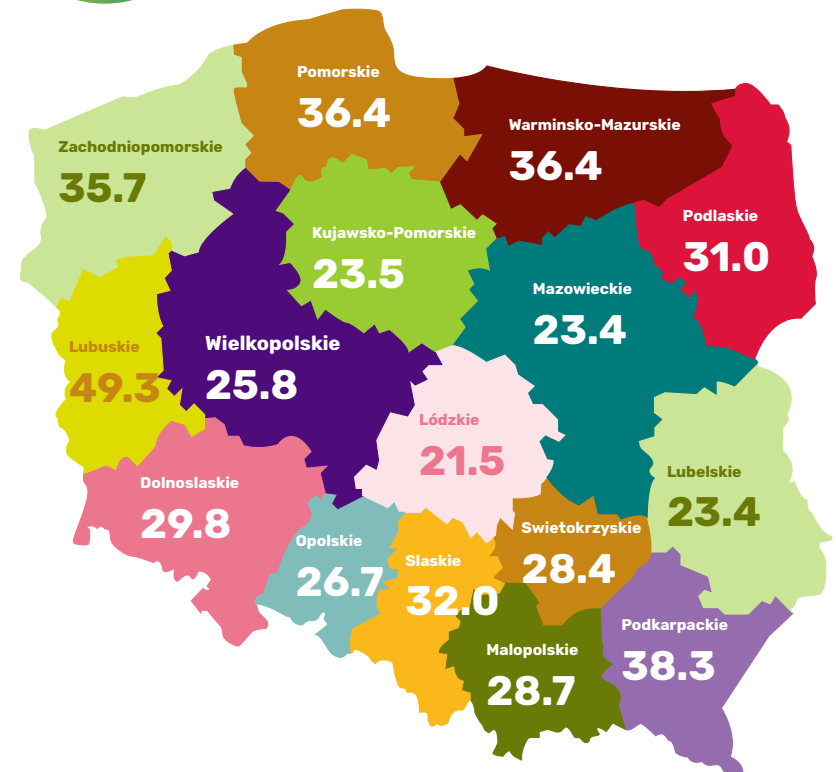 Pomorskie
36.4
Warminsko-Mazurskie
36.4
Zachodniopomorskie
35.7
Podlaskie
31.0
Kujawsko-Pomorskie
23.5
Mazowieckie
23.4
Wielkopolskie
25.8
Lubuskie
49.3
Lódzkie
21.5
Lubelskie
23.4
Dolnoslaskie
29.8
Swietokrzyskie
28.4
Opolskie
26.7
Slaskie
32.0
Podkarpackie
38.3
Malopolskie
28.7